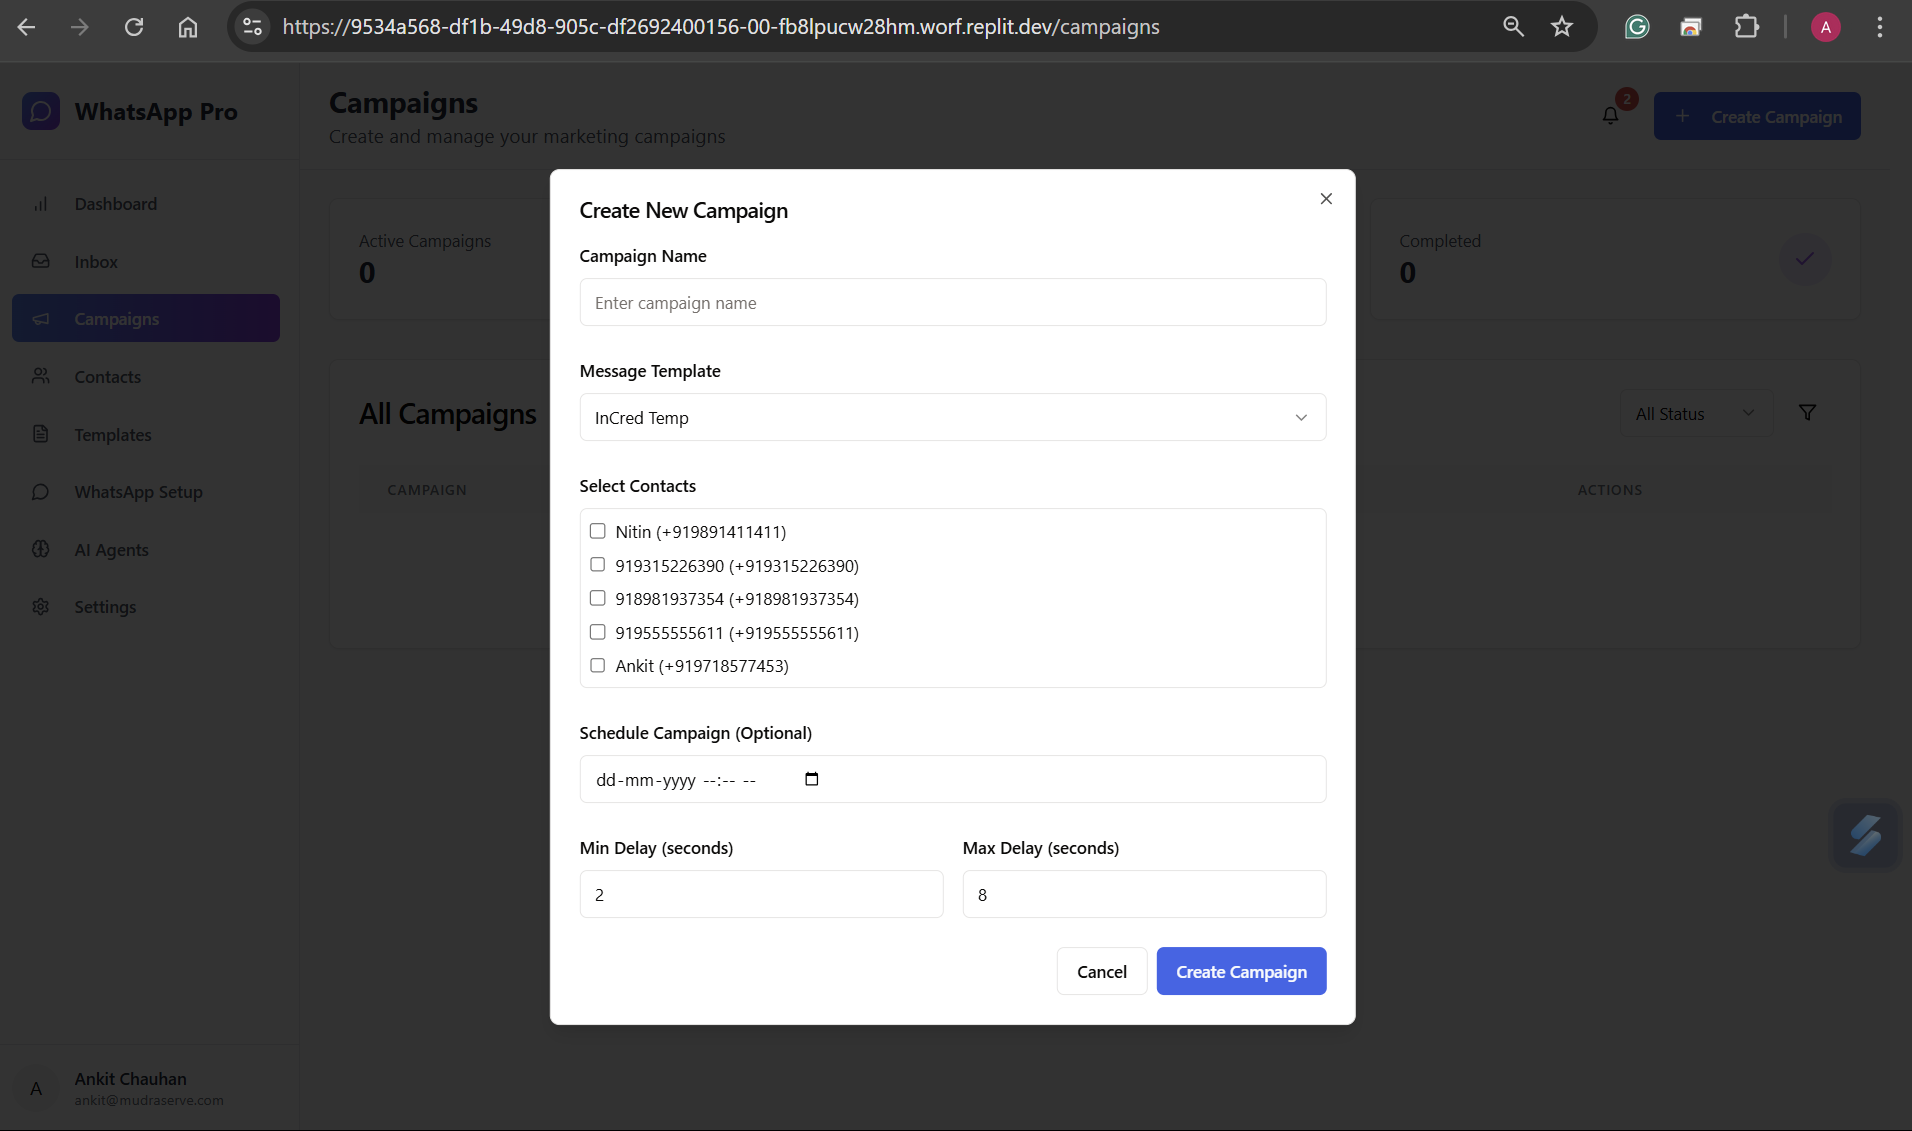 https://9534a568-df1b-49d8-905c-df2692400156-00-fb8lpucw28hm.worf.replit.dev/campaigns
A
WhatsApp Pro
Dashboard
Inbox
Campaigns
Contacts
Templates
WhatsApp Setup
AI Agents
Settings
A
Ankit Chauhan
ankit@mudraserve.com
Campaigns
Create and manage your marketing campaigns
2
+ Create Campaign
Active Campaigns
0
Completed
0
All Campaigns
All Status
CAMPAIGN
ACTIONS
Create New Campaign
Campaign Name
Enter campaign name
Message Template
InCred Temp
Select Contacts
Nitin (+919891411411)
919315226390 (+919315226390)
918981937354 (+918981937354)
919555555611 (+919555555611)
Ankit (+919718577453)
Schedule Campaign (Optional)
dd-mm-yyyy --:-- --
Min Delay (seconds)
2
Max Delay (seconds)
8
Cancel
Create Campaign